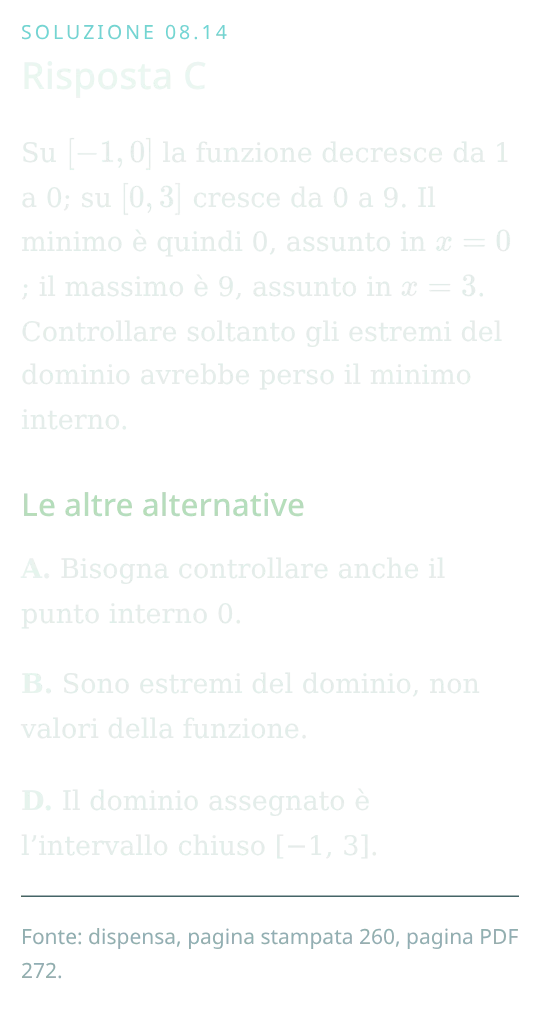 SOLUZIONE 08.14
Risposta C
Su [−1, 0] la funzione decresce da 1
a 0; su [0, 3] cresce da 0 a 9. Il
minimo è quindi 0, assunto in x = 0
; il massimo è 9, assunto in x = 3.
Controllare soltanto gli estremi del
dominio avrebbe perso il minimo
interno.
Le altre alternative
A. Bisogna controllare anche il
punto interno 0.
B. Sono estremi del dominio, non
valori della funzione.
D. Il dominio assegnato è
l’intervallo chiuso [−1, 3].
Fonte: dispensa, pagina stampata 260, pagina PDF
272.